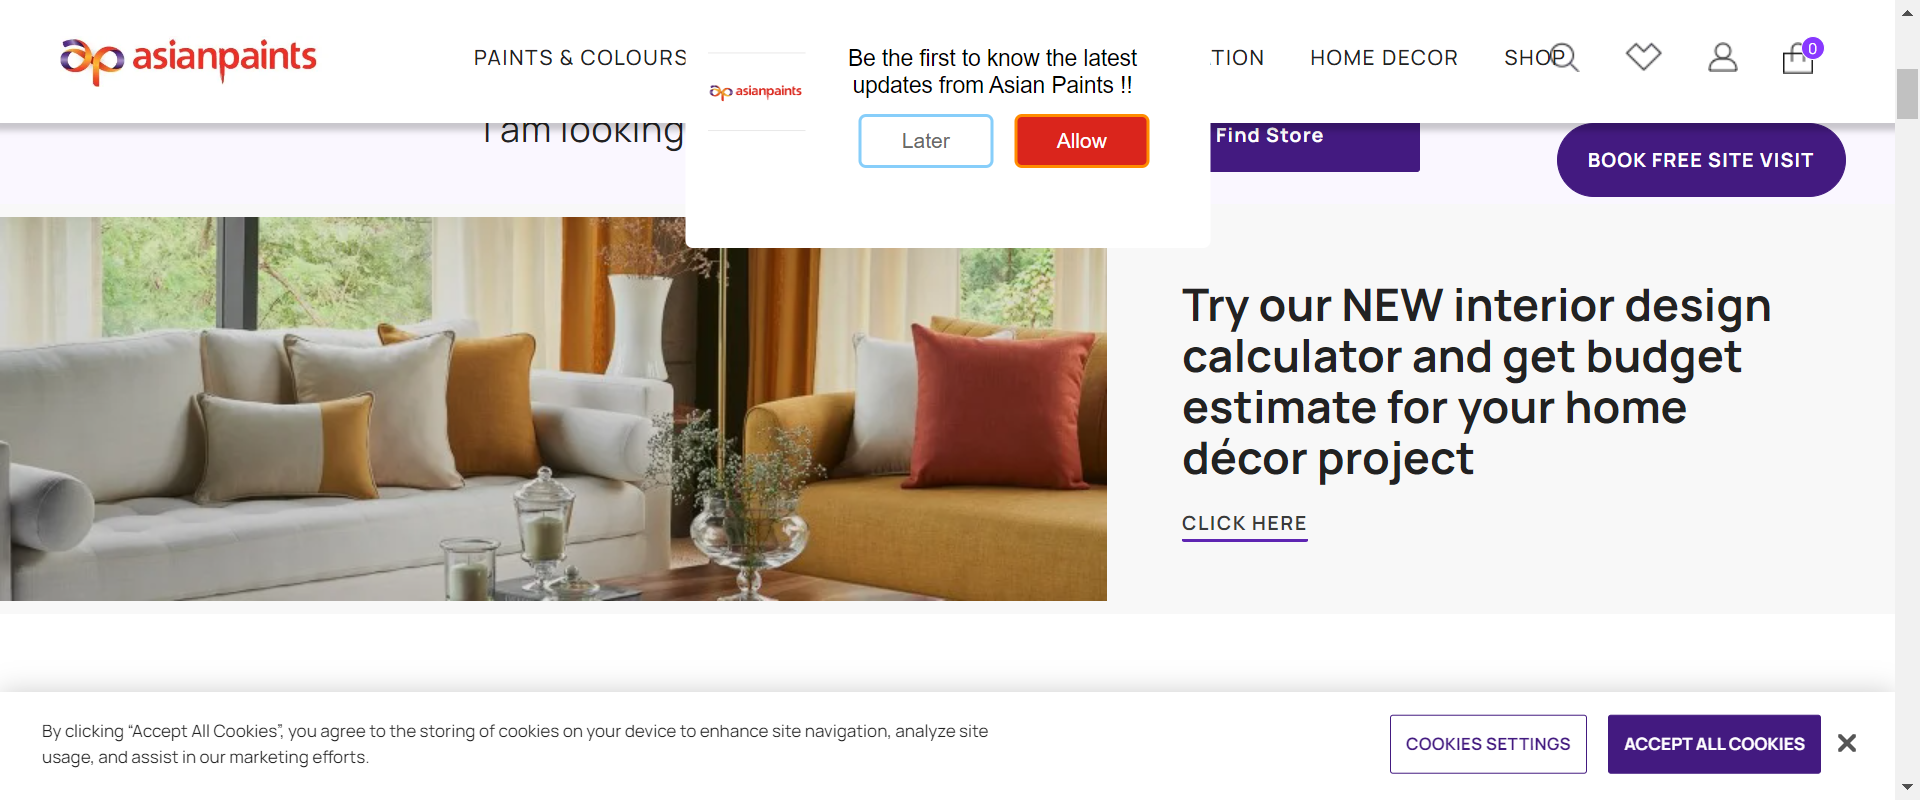 asianpaints
PAINTS & COLOURS
TION
HOME DECOR
SHOP
0
asianpaints
Be the first to know the latest
updates from Asian Paints !!
Later
Allow
I am looking
Find Store
BOOK FREE SITE VISIT
Try our NEW interior design
calculator and get budget
estimate for your home
décor project
CLICK HERE
By clicking “Accept All Cookies”, you agree to the storing of cookies on your device to enhance site navigation, analyze site
usage, and assist in our marketing efforts.
COOKIES SETTINGS
ACCEPT ALL COOKIES